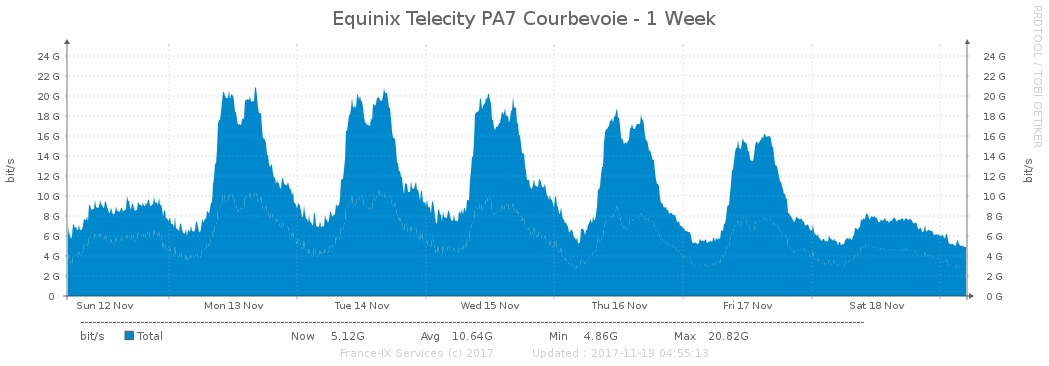 Equinix Telecity PA7 Courbevoie - 1 Week
RRDTOOL / TOBI OETIKER
bit/s
24 G 24 G
22 G 22 G
20 G 20 G
18 G 18 G
16 G 16 G
14 G 14 G
12 G 12 G
10 G 10 G
8 G 8 G
6 G 6 G
4 G 4 G
2 G 2 G
0 0 G
bit/s
Sun 12 Nov Mon 13 Nov Tue 14 Nov Wed 15 Nov Thu 16 Nov Fri 17 Nov Sat 18 Nov
bit/s Total Now 5.12G Avg 10.64G Min 4.86G Max 20.82G
France-IX Services (c) 2017 Updated : 2017-11-19 04:55:13